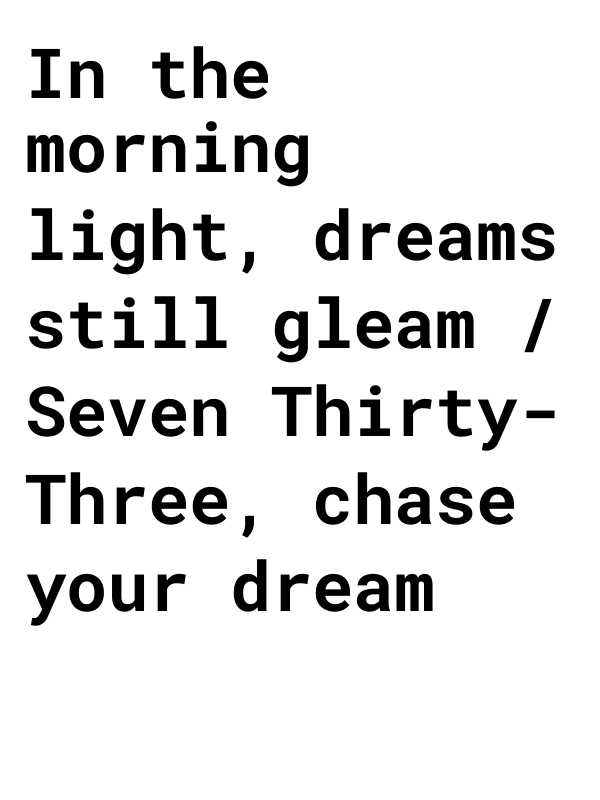 In the
morning
light, dreams
still gleam /
Seven Thirty-
Three, chase
your dream